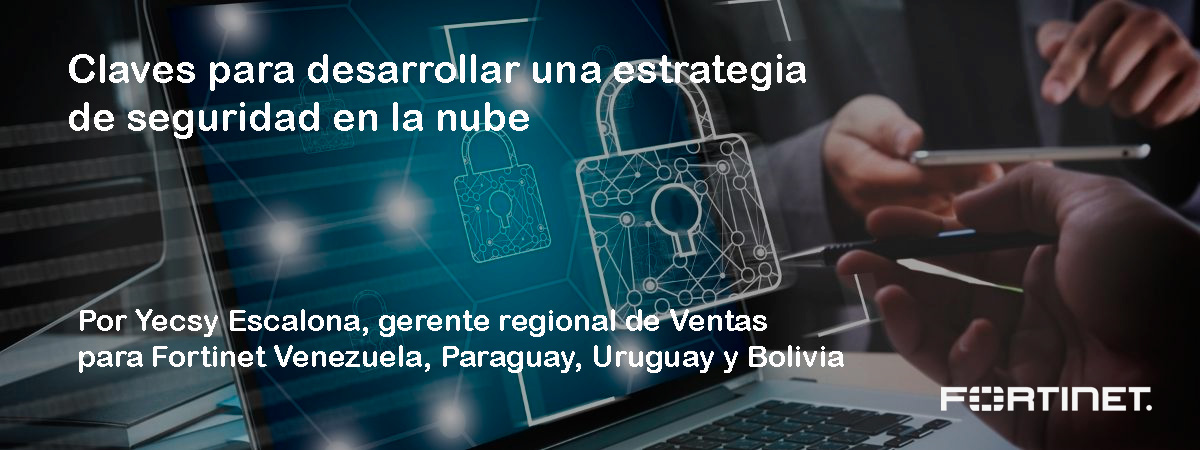 Claves para desarrollar una estrategia
de seguridad en la nube
Por Yecsy Escalona, gerente regional de Ventas
para Fortinet Venezuela, Paraguay, Uruguay y Bolivia
FORTINET.